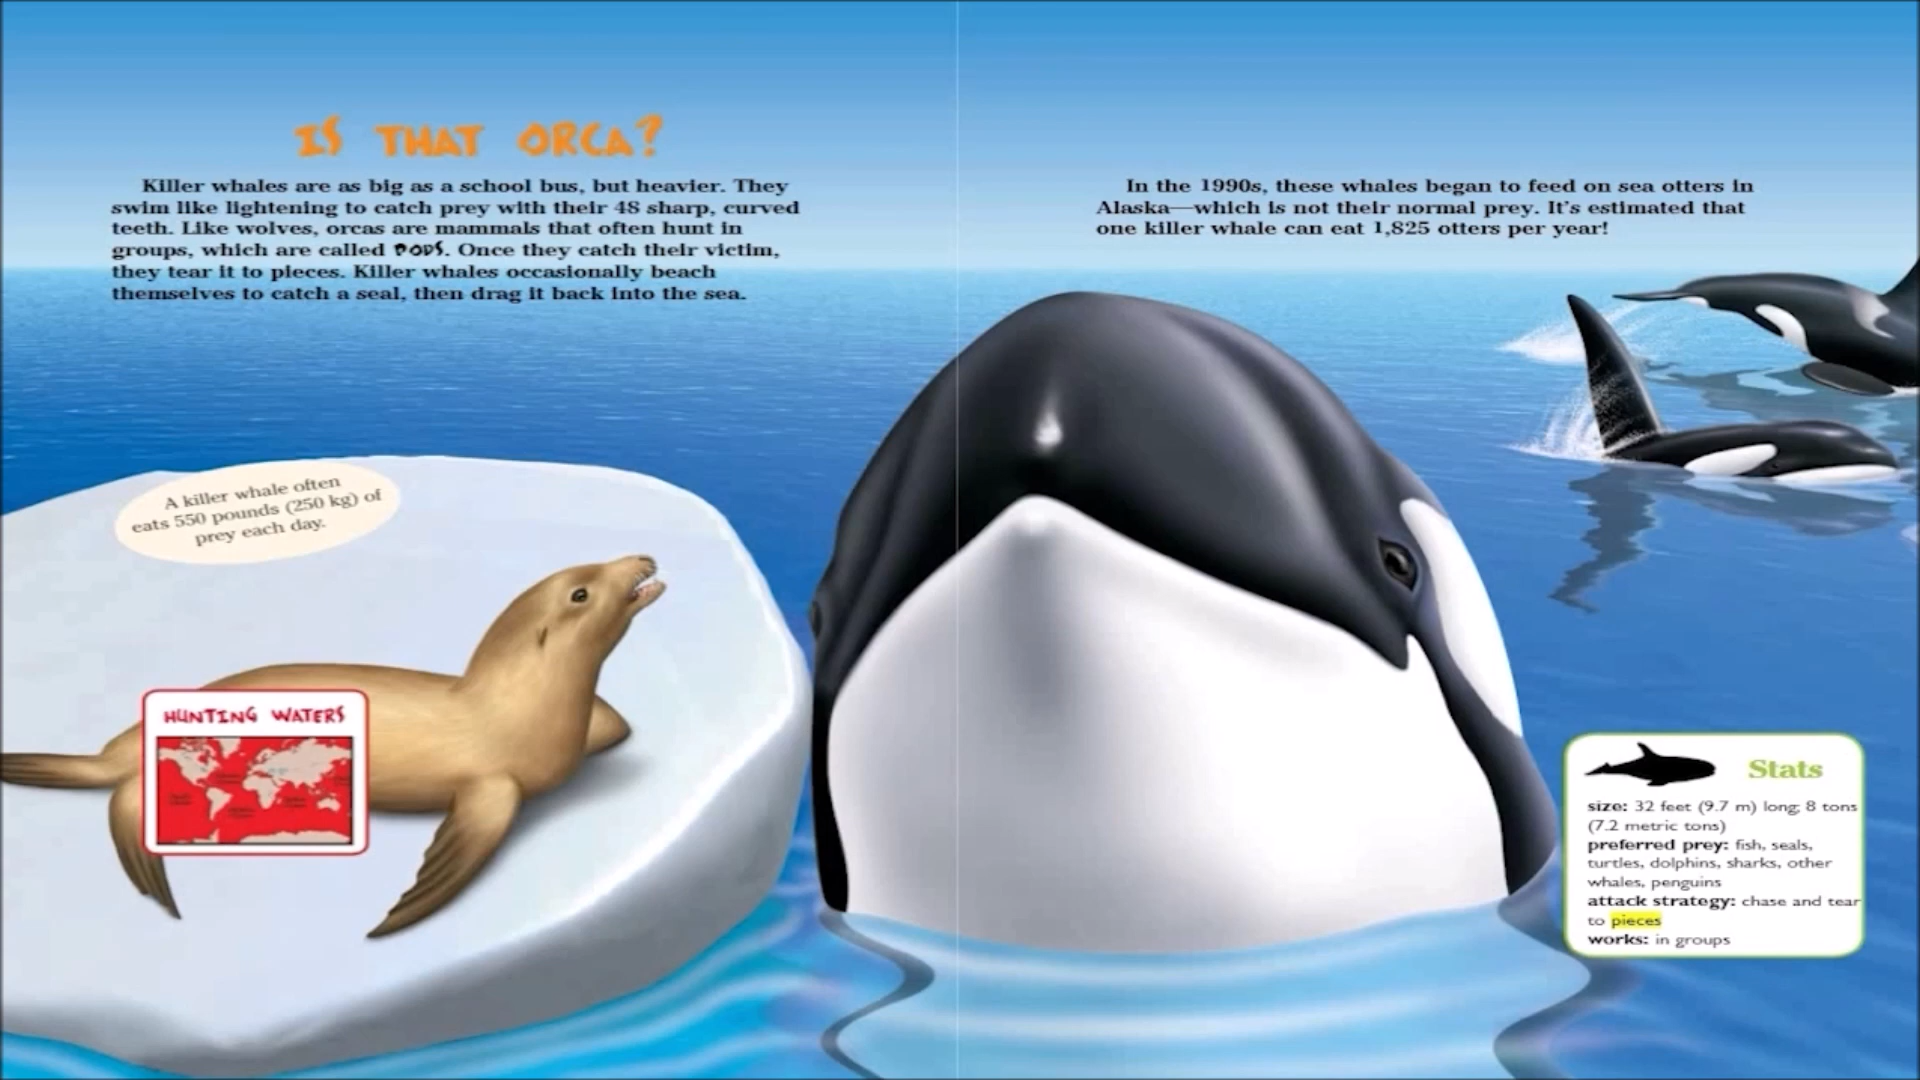 IS THAT ORCA?
Killer whales are as big as a school bus, but heavier. They
swim like lightening to catch prey with their 48 sharp, curved
teeth. Like wolves, orcas are mammals that often hunt in
groups, which are called PODS. Once they catch their victim,
they tear it to pieces. Killer whales occasionally beach
themselves to catch a seal, then drag it back into the sea.
In the 1990s, these whales began to feed on sea otters in
Alaska—which is not their normal prey. It's estimated that
one killer whale can eat 1,825 otters per year!
A killer whale often
eats 550 pounds (250 kg) of
prey each day.
HUNTING WATERS
Stats
size: 32 feet (9.7 m) long; 8 tons
(7.2 metric tons)
preferred prey: fish, seals,
turtles, dolphins, sharks, other
whales, penguins
attack strategy: chase and tear
to pieces
works: in groups